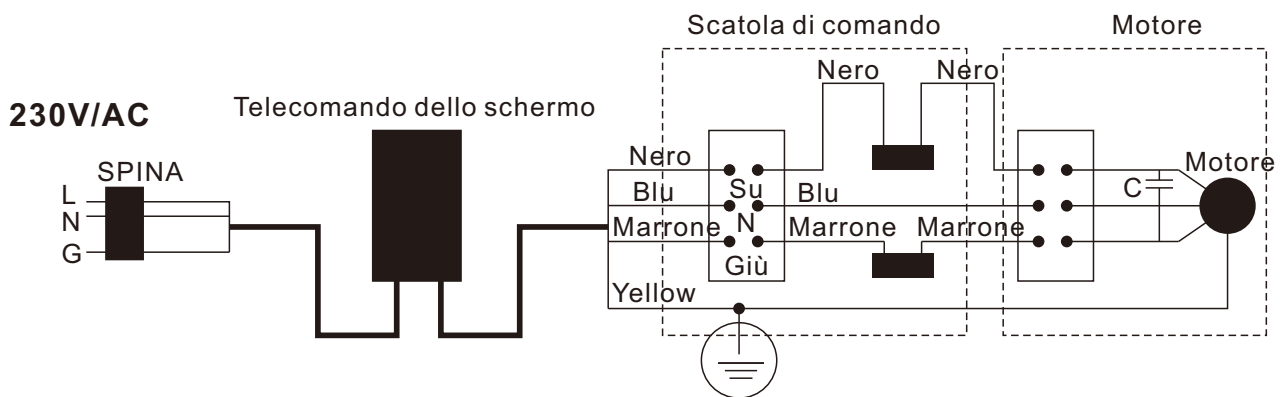 Scatola di comando
Motore
Nero
Nero
230V/AC
Telecomando dello schermo
SPINA
L
N
G
Nero
Blu
Marrone
Su
N
Giù
Blu
Marrone
Marrone
C
Motore
Yellow